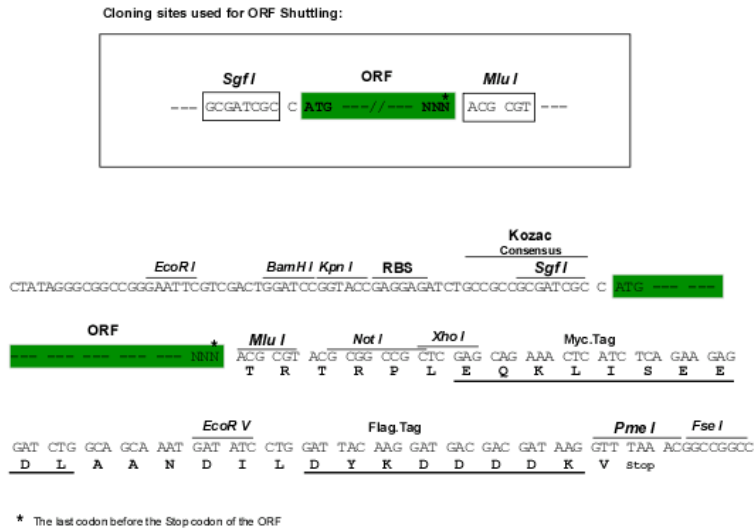 Cloning sites used for ORF Shuttling:
Sgf I ORF Mlu I
*
--- GCGATCGC C ATG ---//--- NNN ACG CGT ---
Kozac
Consensus
EcoR I BamH I Kpn I RBS Sgf I
CTATAGGGCGGCCGGGAATTCGTCGACTGGATCCGGTACCGAGGAGATCTGCCGCCGCGATCGC C ATG --- ---
ORF * Mlu I Not I Xho I Myc.Tag
--- --- --- --- --- NNN ACG CGT ACG CGG CCG CTC GAG CAG AAA CTC ATC TCA GAA GAG
T R T R P L E Q K L I S E E
EcoR V Flag.Tag Pme I Fse I
GAT CTG GCA GCA AAT GAT ATC CTG GAT TAC AAG GAT GAC GAC GAT AAG GTT TAA ACGGCCGGCC
D L A A N D I L D Y K D D D D K V Stop
* The last codon before the Stop codon of the ORF